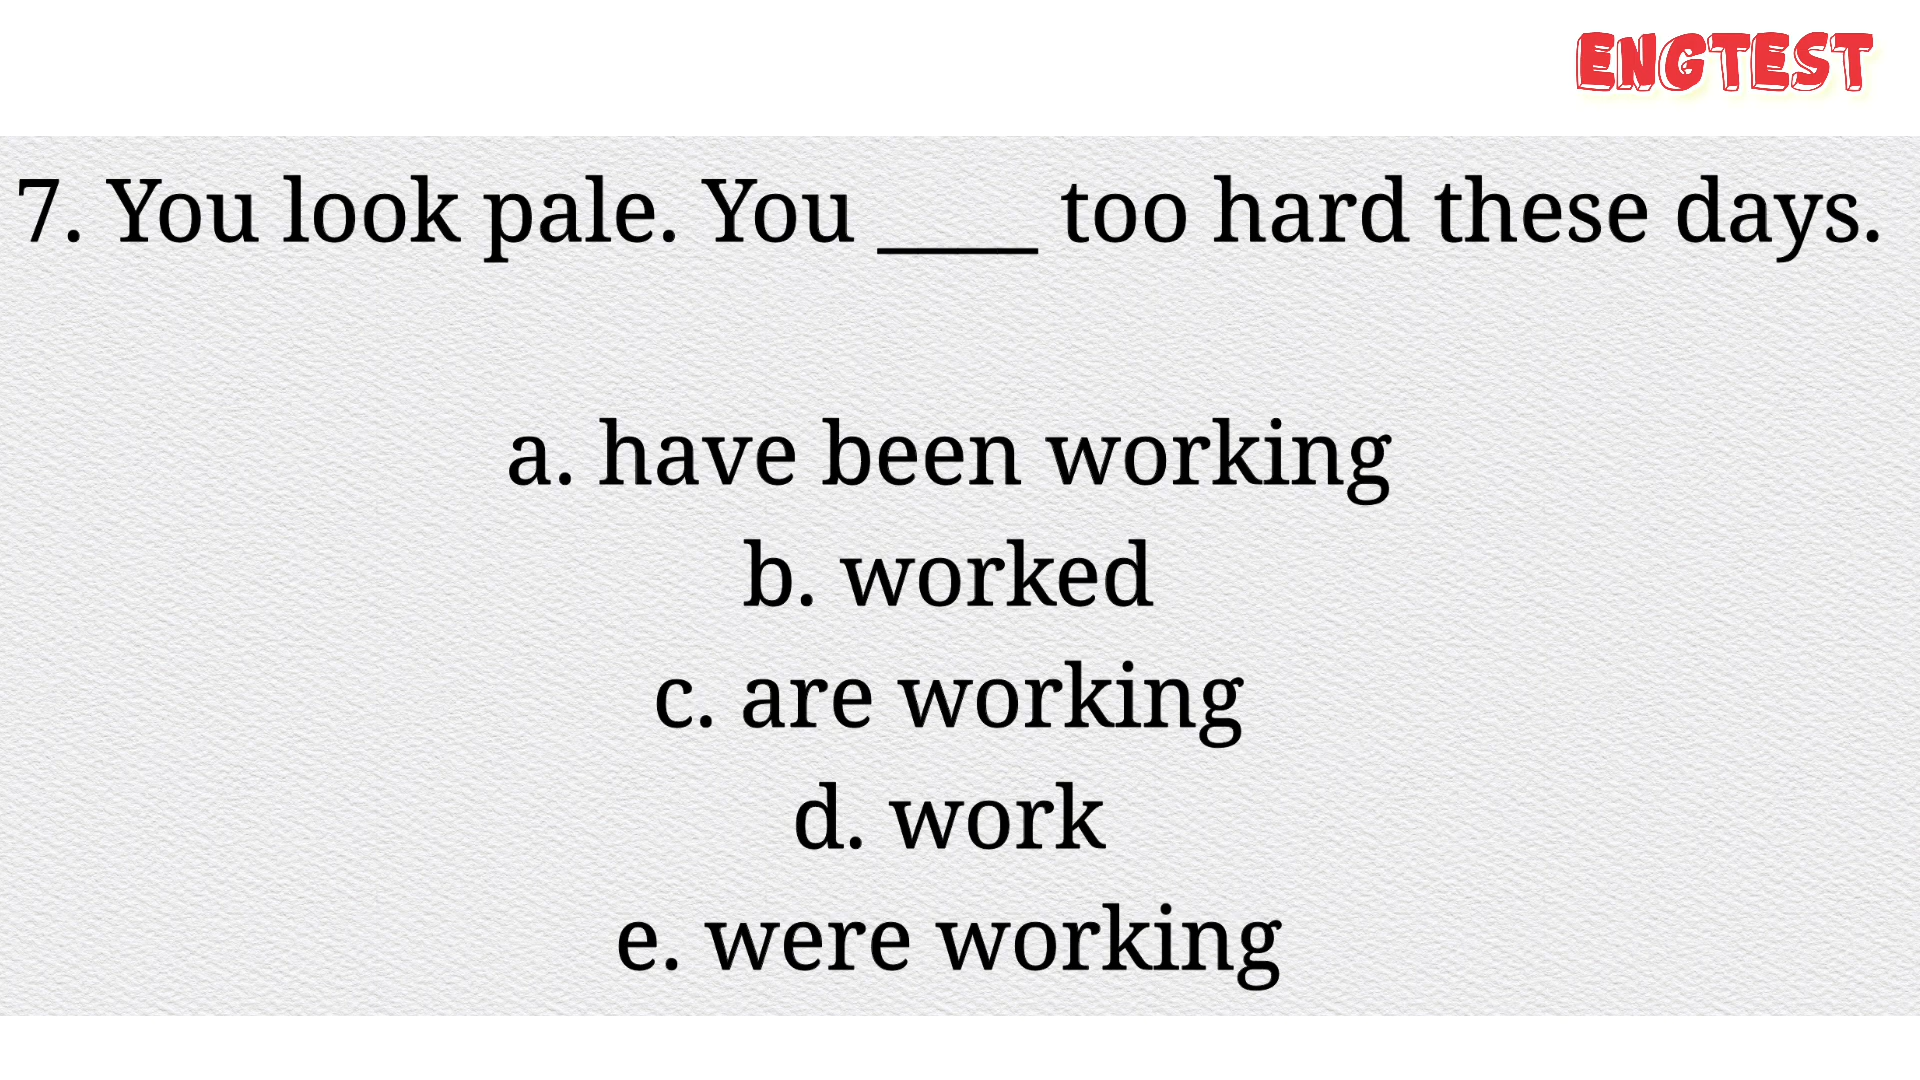 ENGTEST
7. You look pale. You ____ too hard these days.
a. have been working
b. worked
c. are working
d. work
e. were working